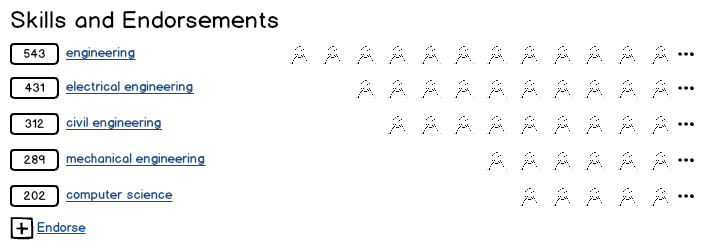 Skills and Endorsements
543 engineering •••
431 electrical engineering •••
312 civil engineering •••
289 mechanical engineering •••
202 computer science •••
+ Endorse